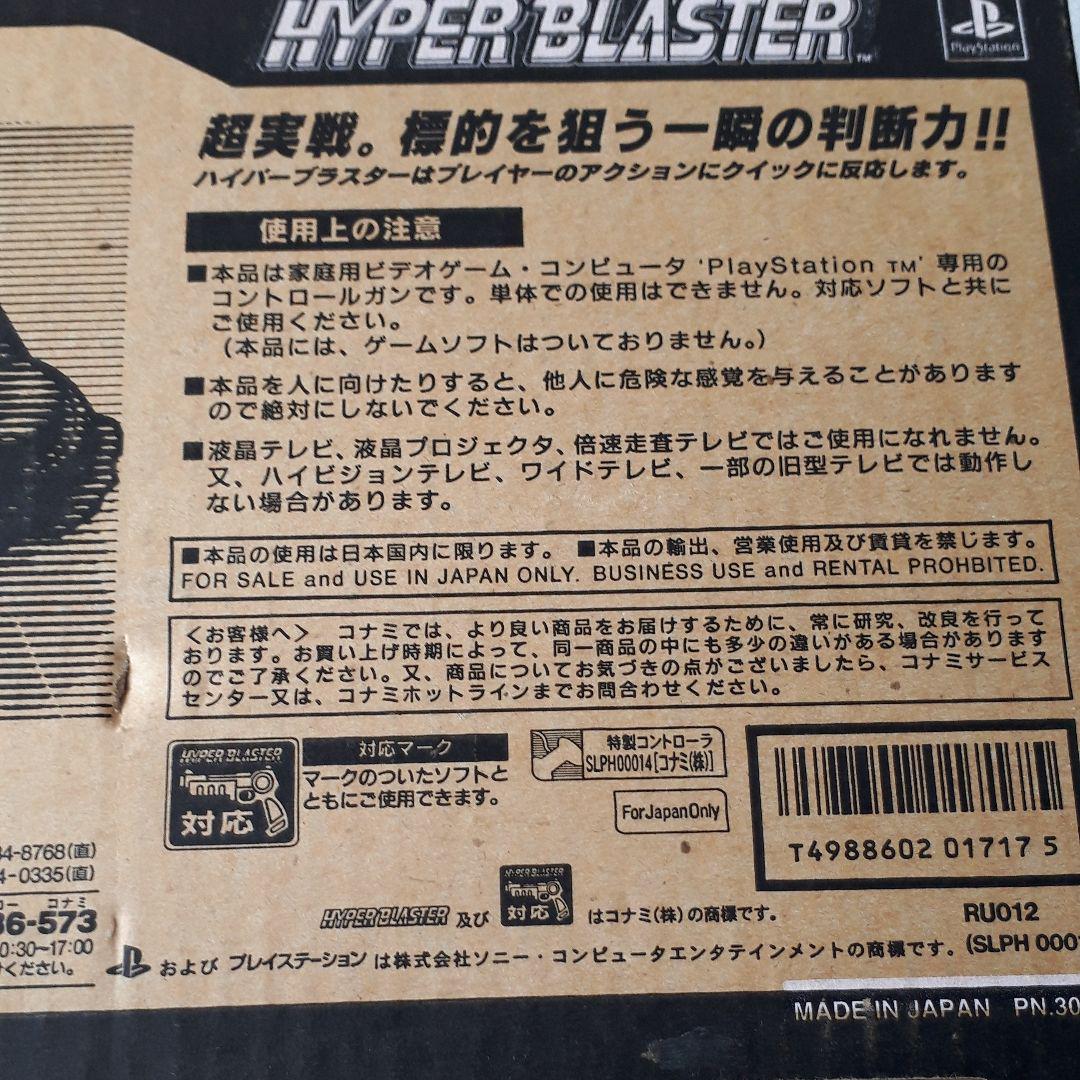 HYPER BLASTER TM
PlayStation
超実戦。標的を狙う一瞬の判断力!!
ハイパーブラスターはプレイヤーのアクションにクイックに反応します。
使用上の注意
■本品は家庭用ビデオゲーム・コンピュータ‘PlayStation TM’専用の
コントロールガンです。単体での使用はできません。対応ソフトと共に
ご使用ください。
(本品には、ゲームソフトはついておりません。)
■本品を人に向けたりすると、他人に危険な感覚を与えることがあります
ので絶対にしないでください。
■液晶テレビ、液晶プロジェクタ、倍速走査テレビではご使用になれません。
又、ハイビジョンテレビ、ワイドテレビ、一部の旧型テレビでは動作し
ない場合があります。
■本品の使用は日本国内に限ります。 ■本品の輸出、営業使用及び賃貸を禁じます。
FOR SALE and USE IN JAPAN ONLY. BUSINESS USE and RENTAL PROHBITED.
<お客様へ> コナミでは、より良い商品をお届けするために、常に研究、改良を行って
おります。お買い上げ時期によって、同一商品の中にも多少の違いがある場合があります
のでご了承ください。又、商品についてお気づきの点がございましたら、コナミサービス
センター又は、コナミホットラインまでお問合わせください。
HYPER BLASTER
対応
対応マーク
マークのついたソフトと
ともにご使用できます。
特製コントローラ
SLPH00014[コナミ(株)]
For Japan Only
T4988602 01717 5
34-8768(直)
4-0335(直)
コナミ
86-573
0:30〜17:00
ください。
HYPER BLASTER 及び HYPER BLASTER 対応 はコナミ(株)の商標です。
RU012
(SLPH 000
および プレイステーション は株式会社ソニー・コンピュータエンタテインメントの商標です。
MADE IN JAPAN PN.30